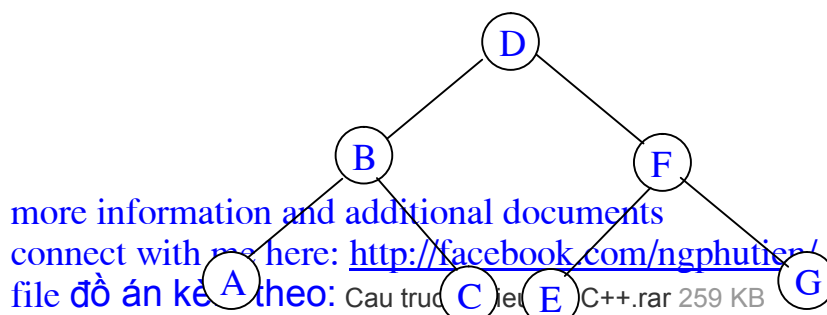 D
B
F
more information and additional documents
connect with me here: http://facebook.com/ngphutien/
file đồ án theo: Cau C++.rar 259 KB
A
C
E
G